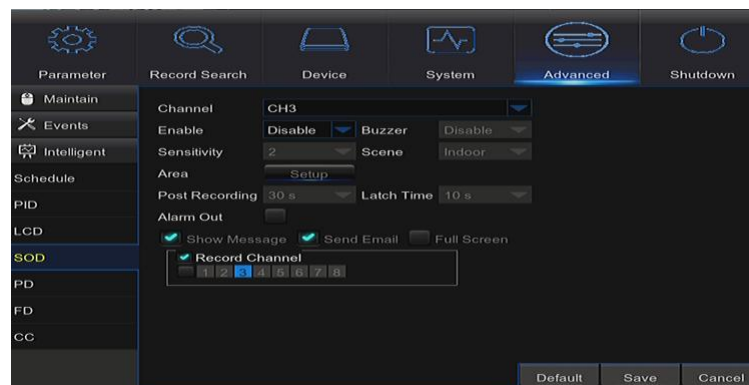 Parameter Record Search Device System Advanced Shutdown
Maintain
Events
Intelligent
Schedule
PID
LCD
SOD
PD
FD
CC
Channel CH3
Enable Disable Buzzer Disable
Sensitivity 2 Scene Indoor
Area Setup
Post Recording 30 s Latch Time 10 s
Alarm Out
Show Message Send Email Full Screen
Record Channel
1 2 3 4 5 6 7 8
Default Save Cancel